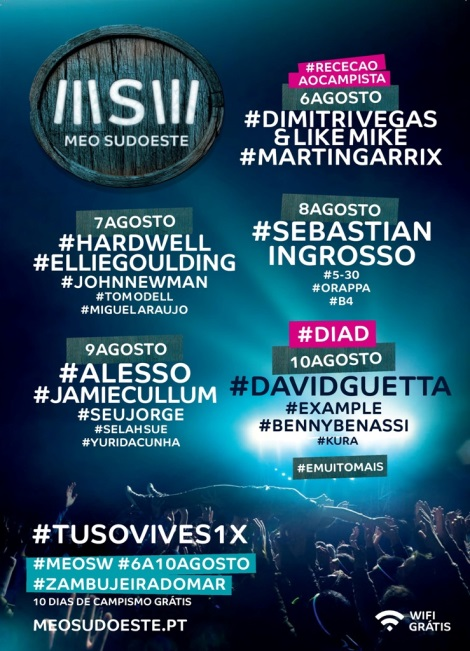 MSW
MEO SUDOESTE
#RECECAO
AOCAMPISTA
6AGOSTO
#DIMITRIVEGAS
&LIKEMIKE
#MARTINGARRIX
7AGOSTO
#HARDWELL
#ELLIEGOULDING
#JOHNNEWMAN
#TOMODELL
#MIGUELARAUJO
8AGOSTO
#SEBASTIAN
INGROSSO
#5-30
#ORAPPA
#B4
9AGOSTO
#ALESSO
#JAMIECULLUM
#SEUJORGE
#SELAHSUE
#YURIDACUNHA
#DIAD
10AGOSTO
#DAVIDGUETTA
#EXAMPLE
#BENNYBENASSI
#KURA
#EMUITOMAIS
#TUSOVIVES1X
#MEOSW #6A10AGOSTO
#ZAMBUJEIRADOMAR
10 DIAS DE CAMPISMO GRÁTIS
MEOSUDOESTE.PT
WIFI
GRÁTIS